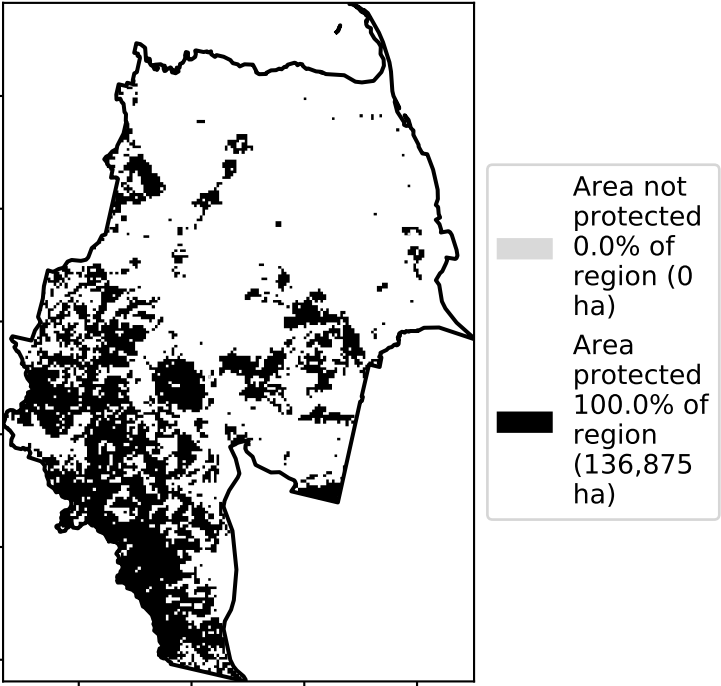 Area not
protected
0.0% of
region (0
ha)
Area
protected
100.0% of
region
(136,875
ha)